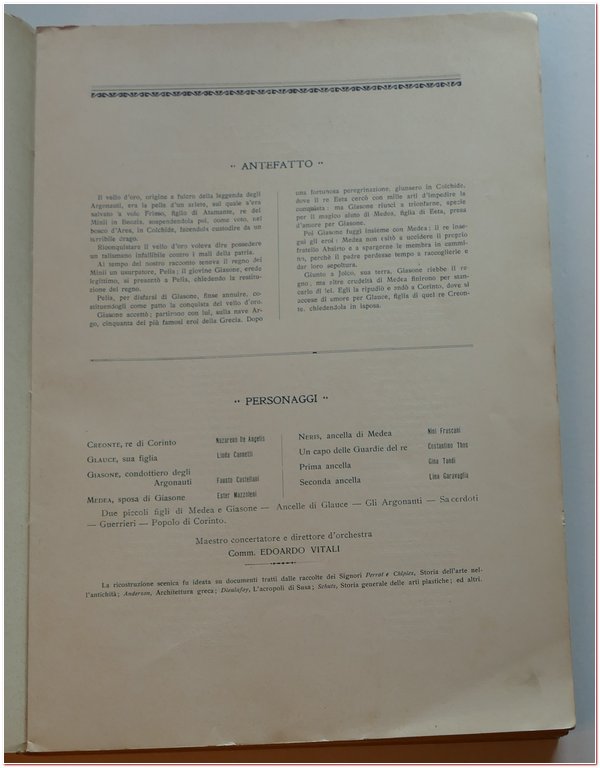 ANTEFATTO
Il vello d'oro, origine a fulcro della leggenda degli
Argonauti, era la pelle d'un ariete, sul quale s'era
salvato a volo Frisso, figlio di Atamante, re dei
Minii in Beozia, sospendendola poi, come voto, nel
bosco d'Ares, in Colchide, facendola custodire da un
terribile drago.
Riconquistare il vello d'oro voleva dire possedere
un talismano infallibile contro i mali della patria.
Ai tempo del nostro racconto teneva il regno dei
Minii un usurpatore, Pelia; il giovine Giasone, erede
legittimo, si presentò a Pelia, chiedendo la restitu-
zione del regno.
Pelia, per disfarsi di Giasone, finse annuire, co-
stituendogli come patto la conquista del vello d'oro.
Giasone accettò; partirono con lui, sulla nave Ar-
go, cinquanta dei più famosi eroi della Grecia. Dopo
una fortunosa peregrinazione, giunsero in Colchide,
dove il re Eeta cercò con mille arti d'impedire la
conquista: ma Giasone riuscì a trionfarne, specie
per il magico aiuto di Medea, figlia di Eeta, presa
d'amore per Giasone.
Poi Giasone fuggì insieme con Medea; il re inse-
guì gli eroi; Medea non esitò a uccidere il proprio
fratello Absirto e a spargerne le membra in cammi-
no, perchè il padre perdesse tempo a raccoglierle e
dar loro sepoltura.
Giunto a Jolco, sua terra, Giasone riebbe il re-
gno, ma altre crudeltà di Medea finirono per stan-
carlo di lei. Egli la ripudiò e andò a Corinto, dove si
accese di amore per Glauce, figlia di quel re Creon-
te, chiedendola in isposa.
PERSONAGGI
CREONTE, re di Corinto Nazareno De Angelis
GLAUCE, sua figlia Linda Cannetti
GIASONE, condottiero degli
Argonauti Fausto Castellani
MEDEA, sposa di Giasone Ester Mazzoleni
NERIS, ancella di Medea Nini Frascani
Un capo delle Guardie del re Costantino Thos
Prima ancella Gina Tandi
Seconda ancella Lina Garavaglia
Due piccoli figli di Medea e Giasone — Ancelle di Glauce — Gli Argonauti — Sacerdoti
— Guerrieri — Popolo di Corinto.
Maestro concertatore e direttore d'orchestra
Comm. EDOARDO VITALI
La ricostruzione scenica fu ideata su documenti tratti dalle raccolte dei Signori Perrot e Chipiez, Storia dell'arte nel-
l'antichità; Anderson, Architettura greca; Dieulafoy, L'acropoli di Susa; Schutz, Storia generale delle arti plastiche; ed altri.